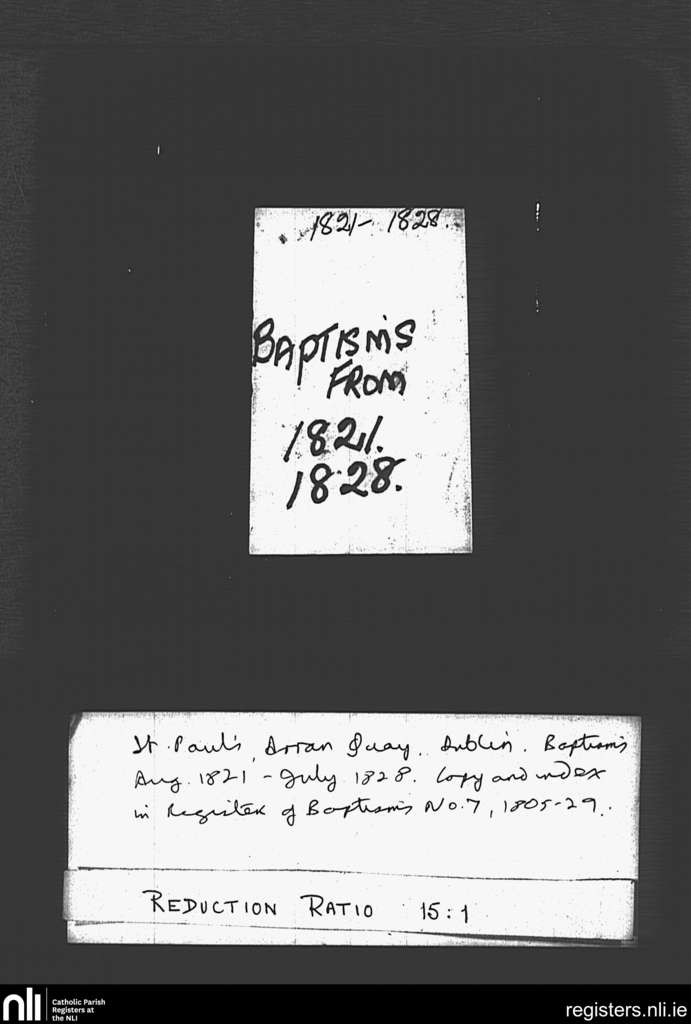 1821- 1828.
BAPTISMS
FROM
1821.
1828.
St. Paul's, Arran Quay. Dublin. Baptisms
Aug. 1821 - July 1828. Copy and index
in Register of Baptisms No. 7, 1805-29.
REDUCTION RATIO 15:1
nli
Catholic Parish
Registers at
the NLI
registers.nli.ie